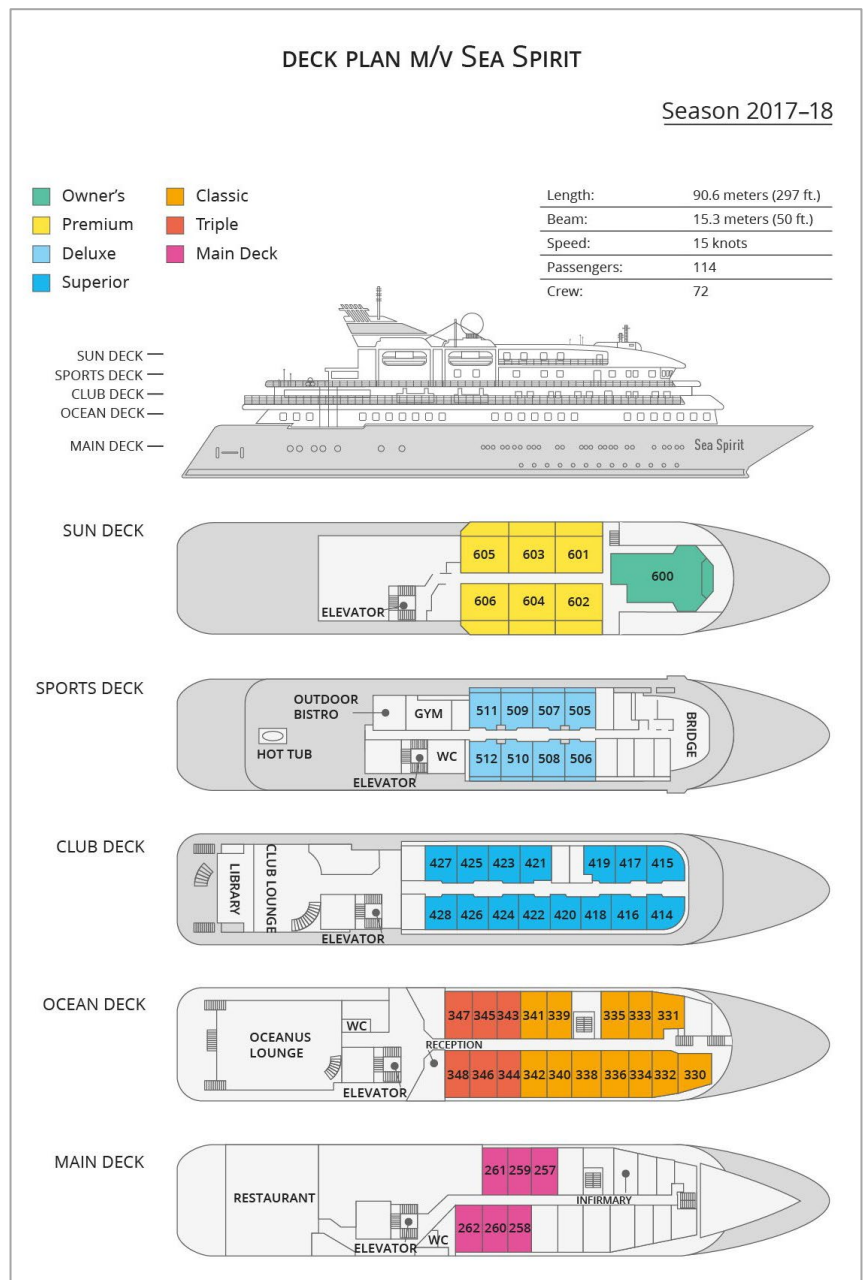 DECK PLAN M/V SEA SPIRIT
Season 2017–18
Owner's
Premium
Deluxe
Superior
Classic
Triple
Main Deck
Length: 90.6 meters (297 ft.)
Beam: 15.3 meters (50 ft.)
Speed: 15 knots
Passengers: 114
Crew: 72
SUN DECK
SPORTS DECK
CLUB DECK
OCEAN DECK
MAIN DECK
Sea Spirit
SUN DECK
605 603 601
600
606 604 602
ELEVATOR
SPORTS DECK
OUTDOOR
BISTRO
GYM
511 509 507 505
BRIDGE
HOT TUB
WC
512 510 508 506
ELEVATOR
CLUB DECK
LIBRARY
CLUB LOUNGE
427 425 423 421 419 417 415
428 426 424 422 420 418 416 414
ELEVATOR
OCEAN DECK
347 345 343 341 339 335 333 331
WC
OCEANUS
LOUNGE
RECEPTION
348 346 344 342 340 338 336 334 332 330
ELEVATOR
MAIN DECK
261 259 257
RESTAURANT
INFIRMARY
262 260 258
WC
ELEVATOR